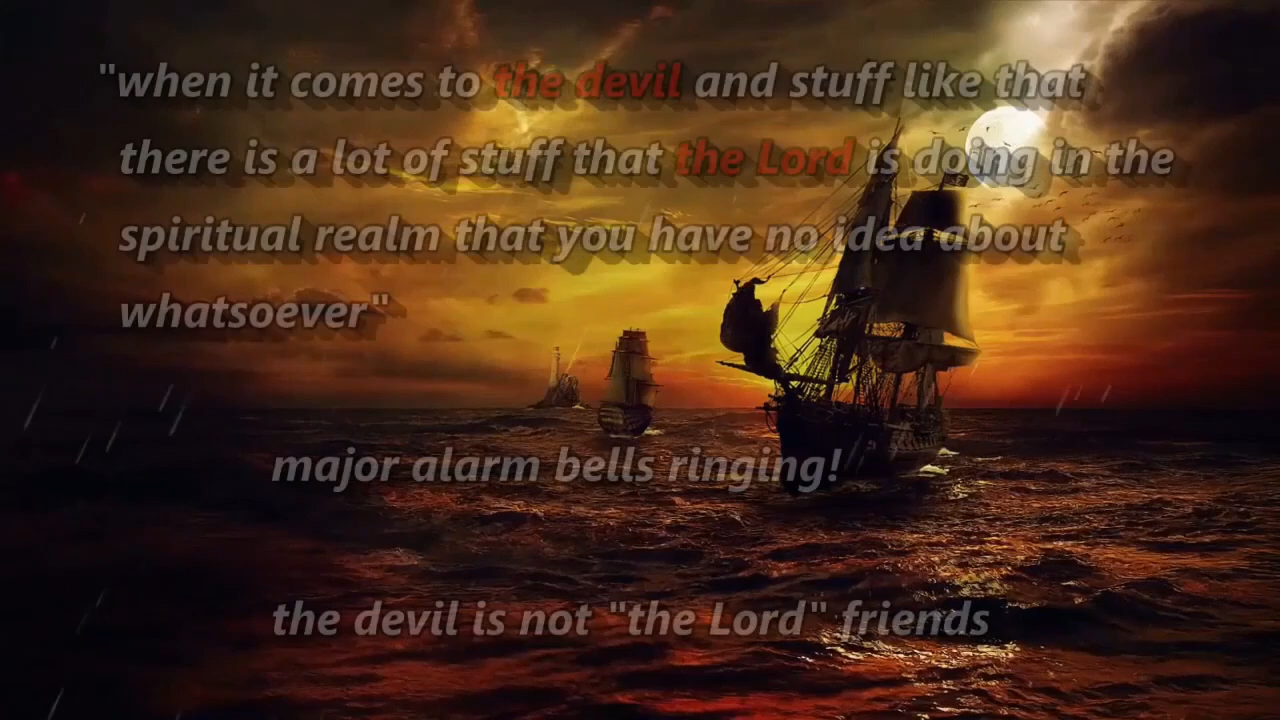 "when it comes to the devil and stuff like that
there is a lot of stuff that the Lord is doing in the
spiritual realm that you have no idea about
whatsoever"
major alarm bells ringing!
the devil is not "the Lord" friends